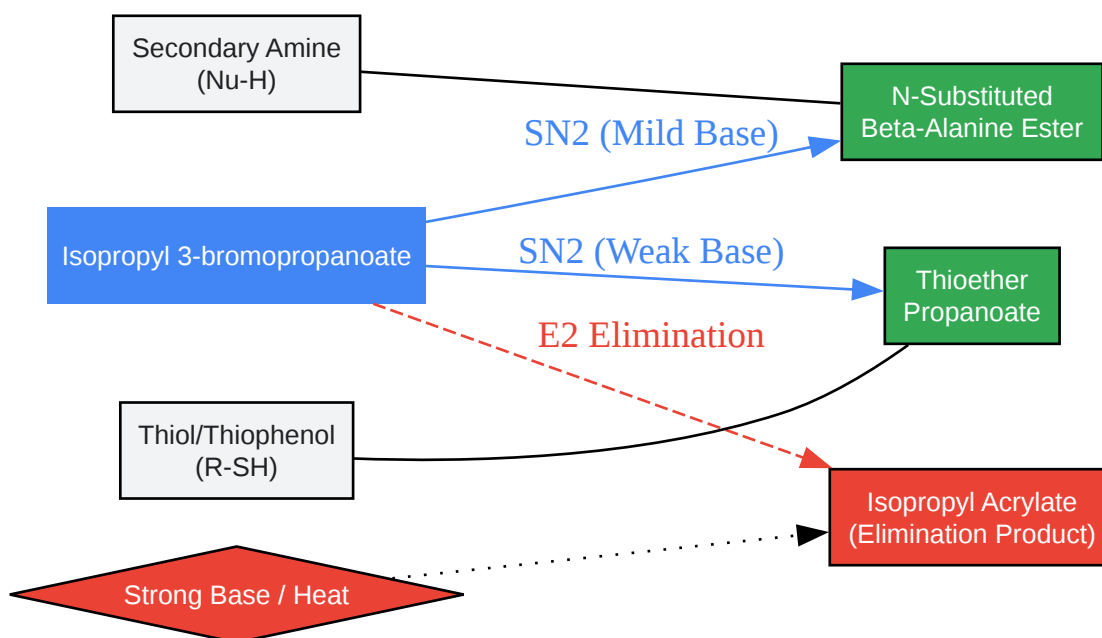 Secondary Amine
(Nu-H)
N-Substituted
Beta-Alanine Ester
SN2 (Mild Base)
Isopropyl 3-bromopropanoate
SN2 (Weak Base)
Thioether
Propanoate
E2 Elimination
Thiol/Thiophenol
(R-SH)
Isopropyl Acrylate
(Elimination Product)
Strong Base / Heat